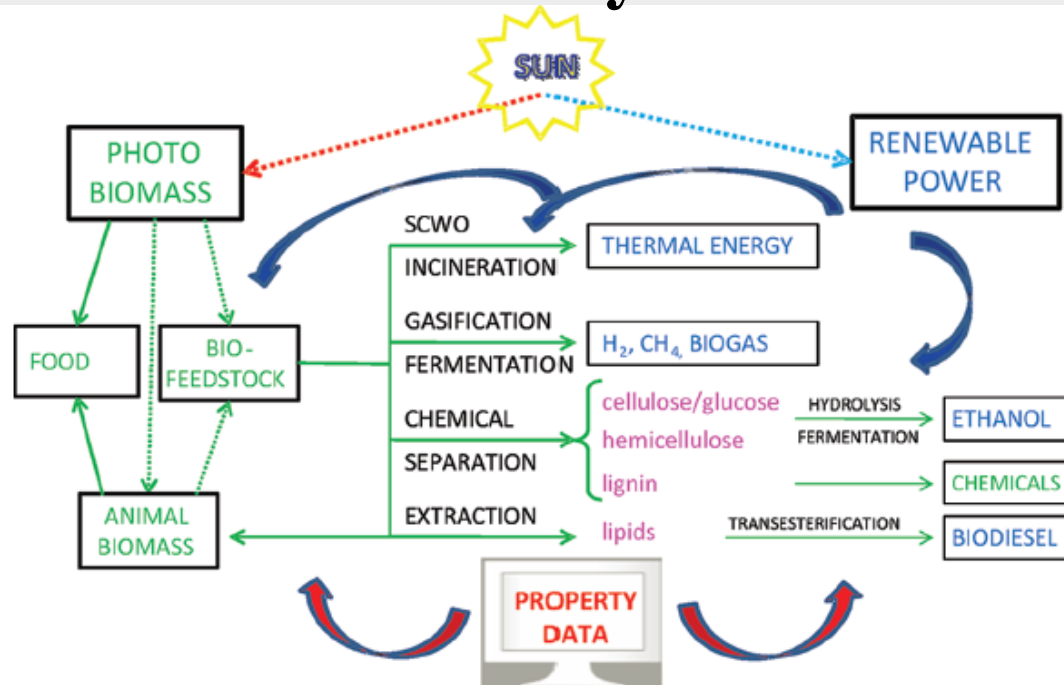 SUN
PHOTO
BIOMASS
RENEWABLE
POWER
SCWO
INCINERATION
THERMAL ENERGY
GASIFICATION
FERMENTATION
H₂, CH₄, BIOGAS
FOOD
BIO-
FEEDSTOCK
CHEMICAL
SEPARATION
cellulose/glucose
hemicellulose
lignin
HYDROLYSIS
FERMENTATION
ETHANOL
CHEMICALS
ANIMAL
BIOMASS
EXTRACTION
lipids
TRANSESTERIFICATION
BIODIESEL
PROPERTY
DATA